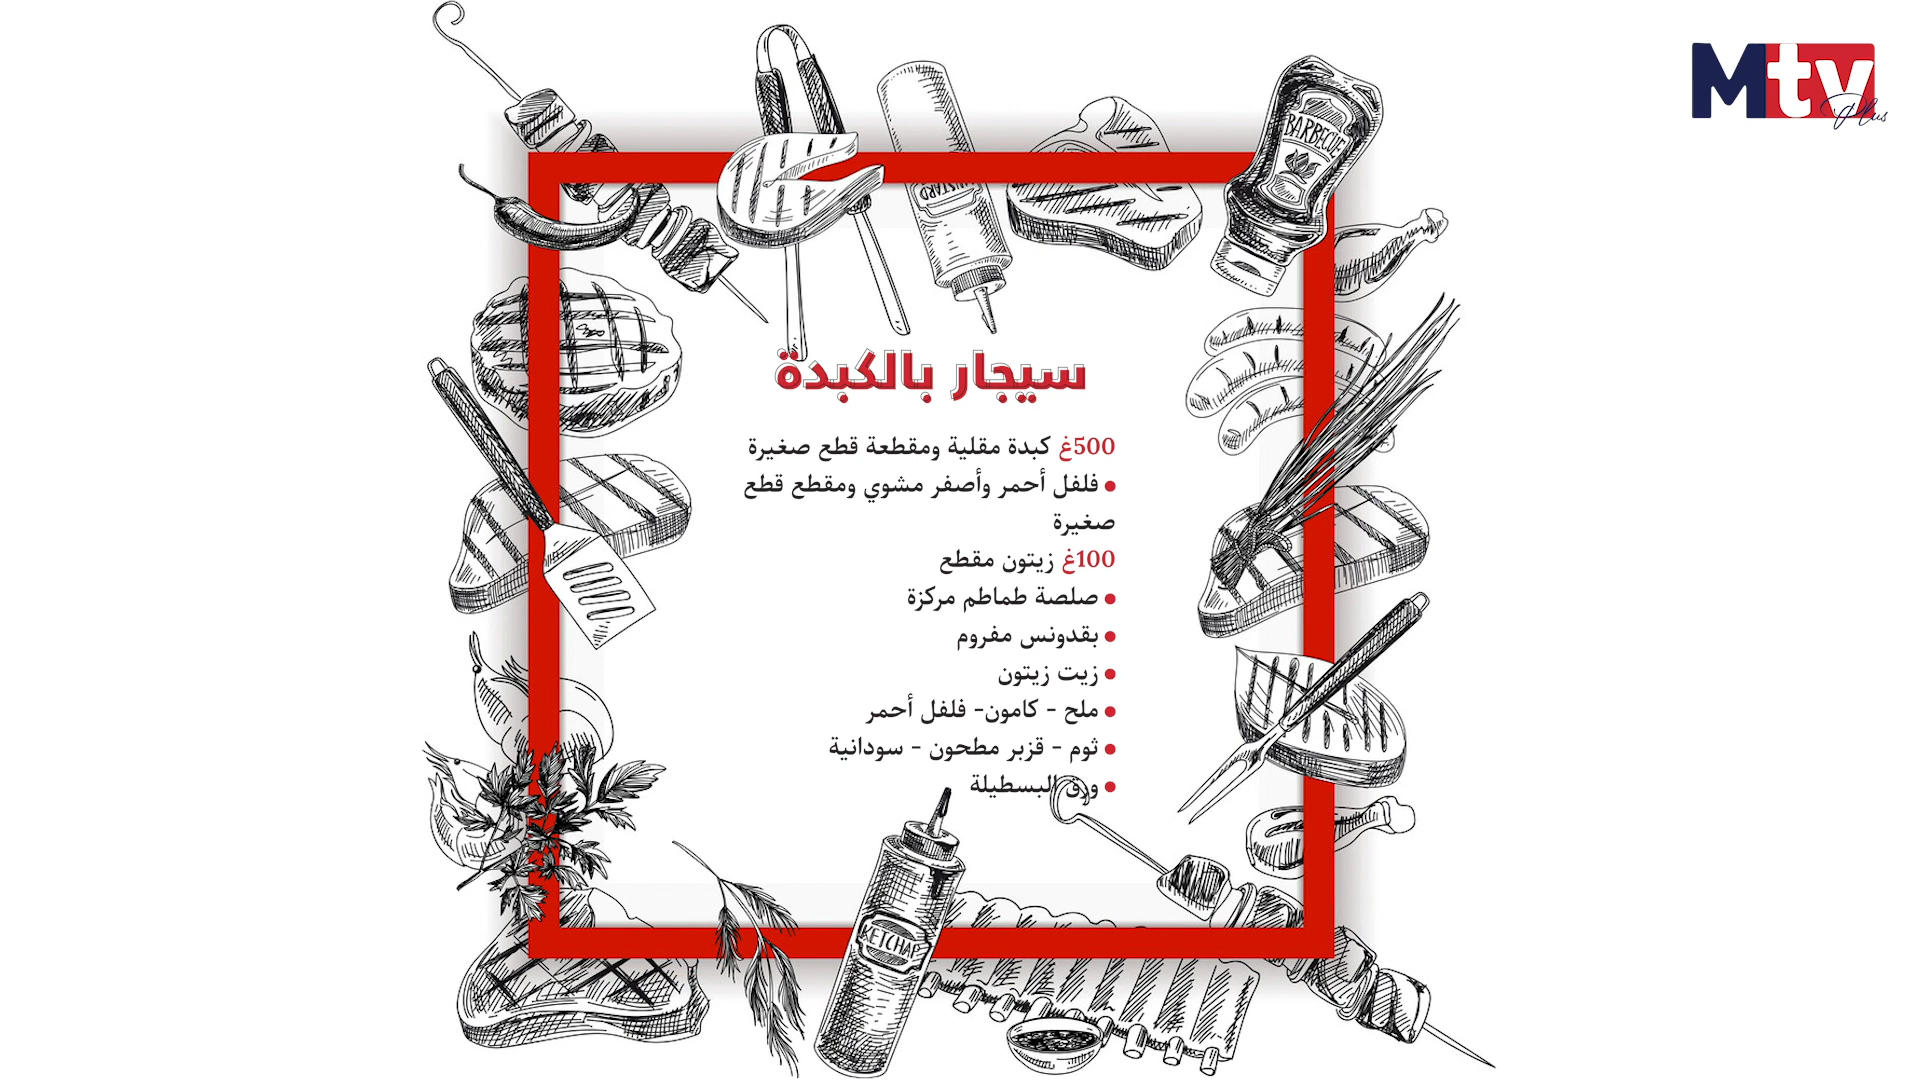 Mtv
Plus
BARBECUE
MUSTARD
سيجار بالكبدة
500غ كبدة مقلية ومقطعة قطع صغيرة
• فلفل أحمر وأصفر مشوي ومقطع قطع
صغيرة
100غ زيتون مقطع
• صلصة طماطم مركزة
• بقدونس مفروم
• زيت زيتون
• ملح - كامون- فلفل أحمر
• ثوم - قزبر مطحون - سودانية
• ورق البسطيلة
KETCHAP